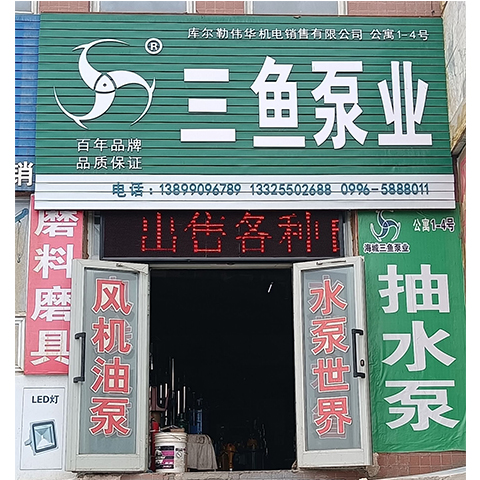 库尔勒伟华机电销售有限公司 公寓1-4号
®
三鱼泵业
百年品牌
品质保证
电话:13899096789 13325502688 0996-5888011
销
出售各种
磨料磨具
风机油泵
水泵世界
公寓1-4号
海城三鱼泵业
抽水泵
LED灯